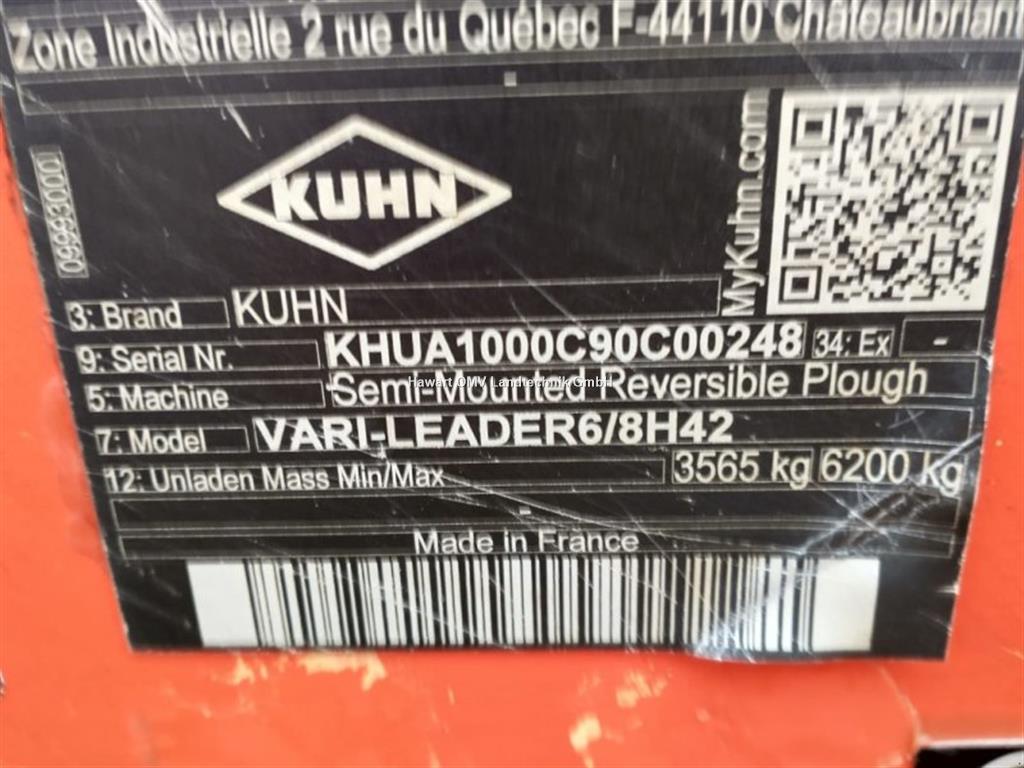 Zone Industrielle 2 rue du Québec F-44110 Châteaubriant
KUHN
09993000
MyKuhn.com
3: Brand KUHN
9: Serial Nr. KHUA1000C90C00248 34: Ex -
Hawart OMV Landtechnik GmbH
5: Machine Semi-Mounted Reversible Plough
7: Model VARI-LEADER6/8H42
12: Unladen Mass Min/Max 3565 kg 6200 kg
-
Made in France